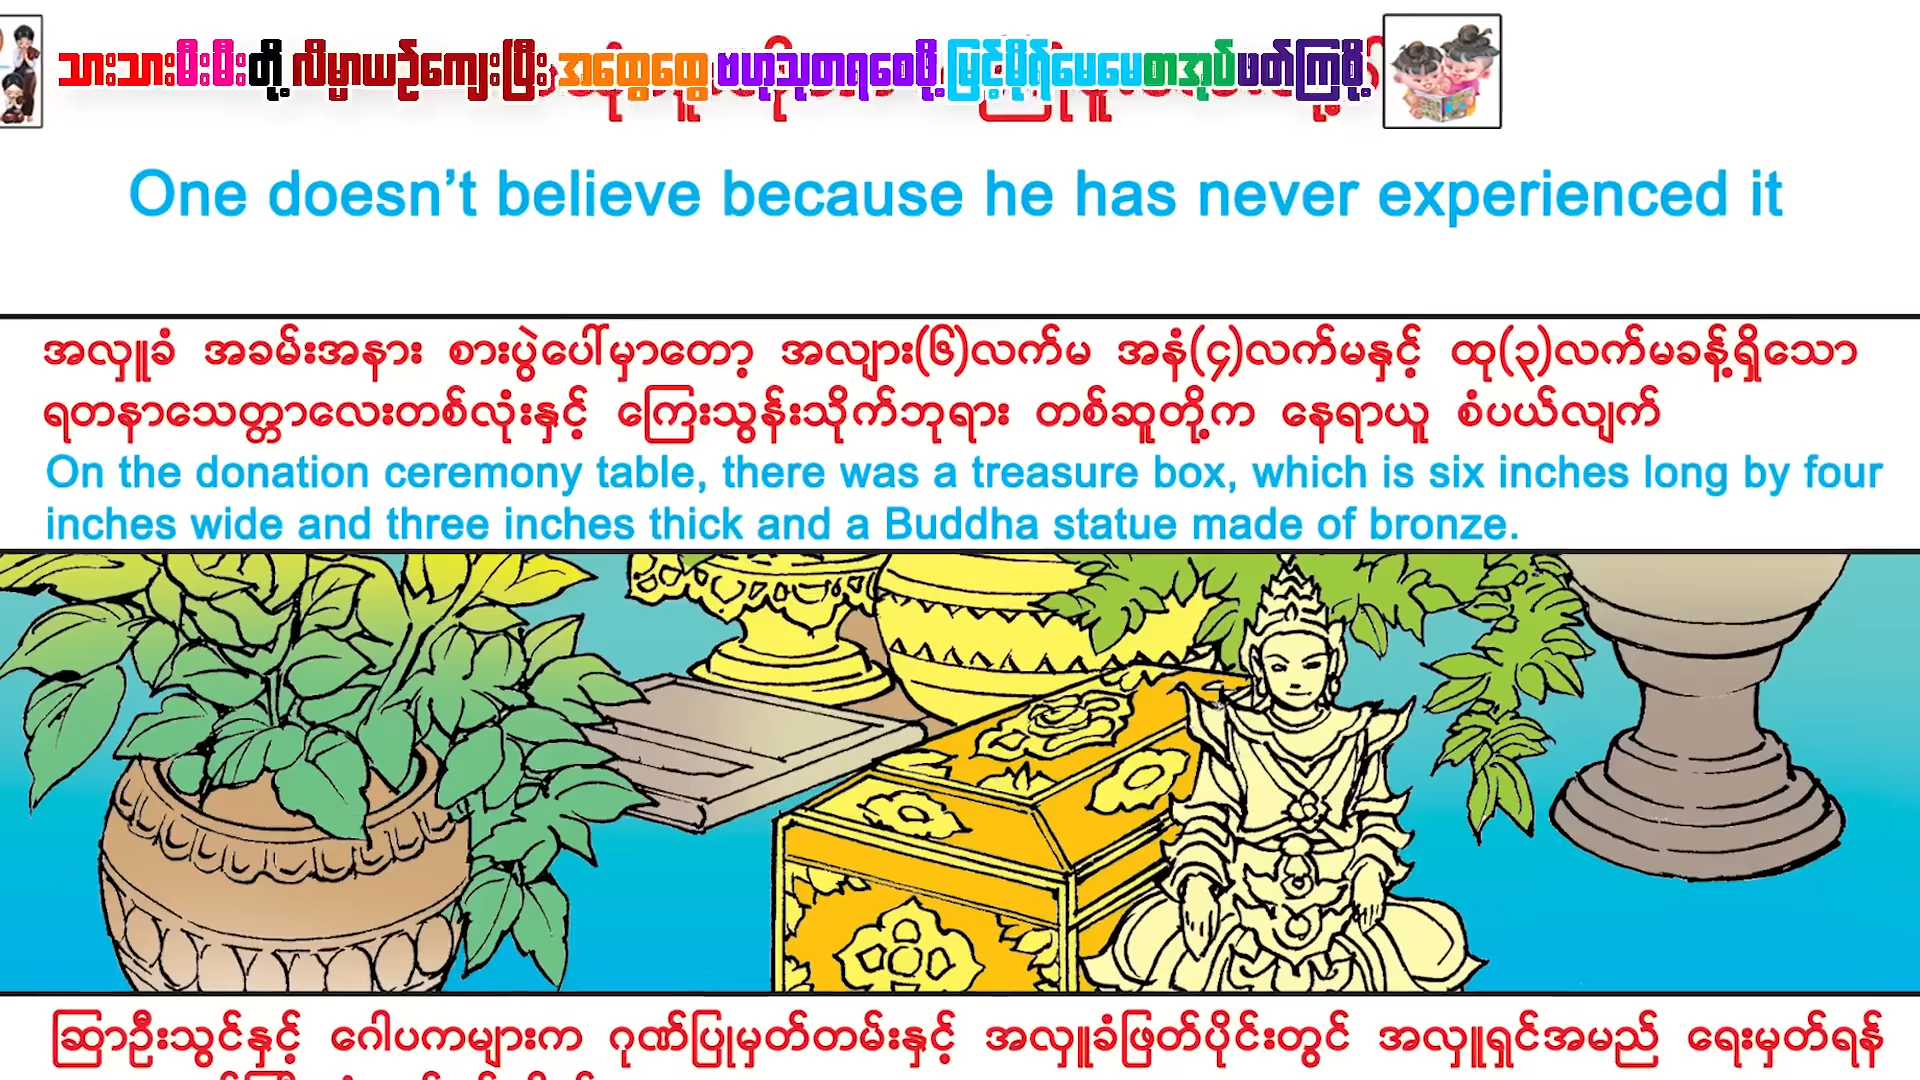 သားသားမီးမီးတို့ လိမ္မာယဉ်ကျေးပြီး အထွေထွေ ဗဟုသုတရစေဖို့ မြင့်မိုရ်မေမေစာအုပ်ဖတ်ကြစို့
One doesn’t believe because he has never experienced it
အလှူခံ အခမ်းအနား စားပွဲပေါ်မှာတော့ အလျား(၆)လက်မ အနံ(၄)လက်မနှင့် ထု(၃)လက်မခန့်ရှိသော
ရတနာသေတ္တာလေးတစ်လုံးနှင့် ကြေးသွန်းသိုက်ဘုရား တစ်ဆူတို့က နေရာယူ စံပယ်လျက်
On the donation ceremony table, there was a treasure box, which is six inches long by four
inches wide and three inches thick and a Buddha statue made of bronze.
ဆြာဦးသွင်နှင့် ဂေါပကများက ဂုဏ်ပြုမှတ်တမ်းနှင့် အလှူခံဖြတ်ပိုင်းတွင် အလှူရှင်အမည် ရေးမှတ်ရန်